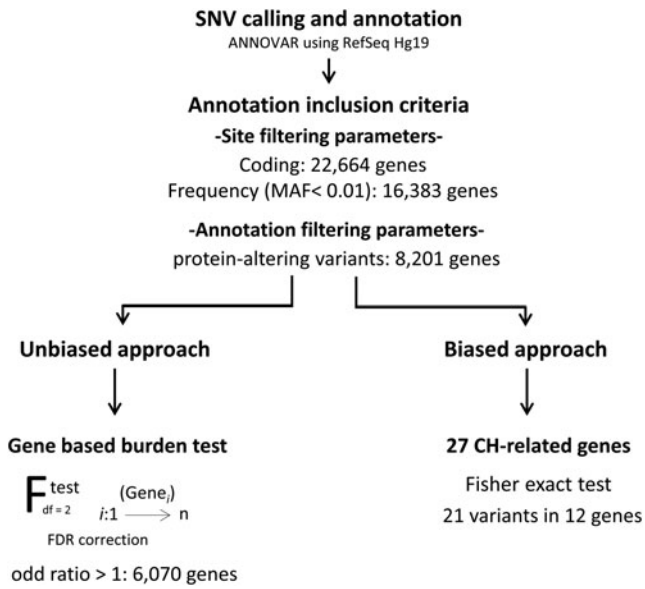 SNV calling and annotation
ANNOVAR using RefSeq Hg19
Annotation inclusion criteria
-Site filtering parameters-
Coding: 22,664 genes
Frequency (MAF< 0.01): 16,383 genes
-Annotation filtering parameters-
protein-altering variants: 8,201 genes
Unbiased approach
Gene based burden test
F test df = 2 i:1 (Geneᵢ) n
FDR correction
odd ratio > 1: 6,070 genes
Biased approach
27 CH-related genes
Fisher exact test
21 variants in 12 genes